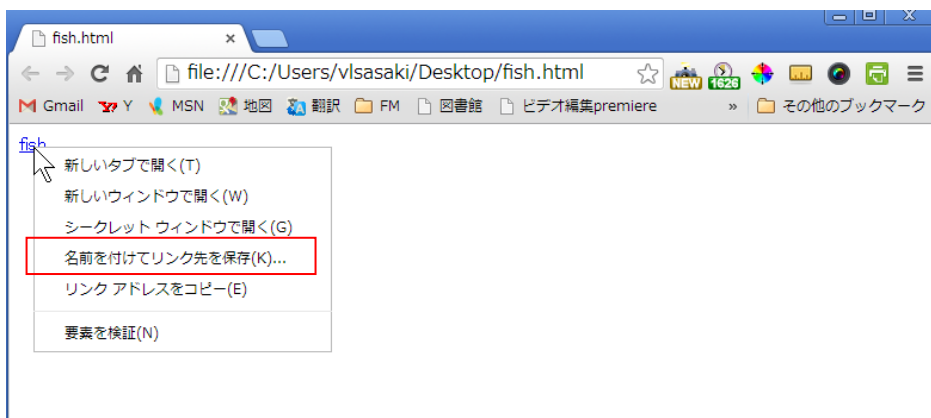 fish.html
file:///C:/Users/vlsasaki/Desktop/fish.html NEW 1626
Gmail Y? Y MSN 地図 翻訳 FM 図書館 ビデオ編集premiere » その他のブックマーク
fish
新しいタブで開く(T)
新しいウィンドウで開く(W)
シークレット ウィンドウで開く(G)
名前を付けてリンク先を保存(K)...
リンク アドレスをコピー(E)
要素を検証(N)